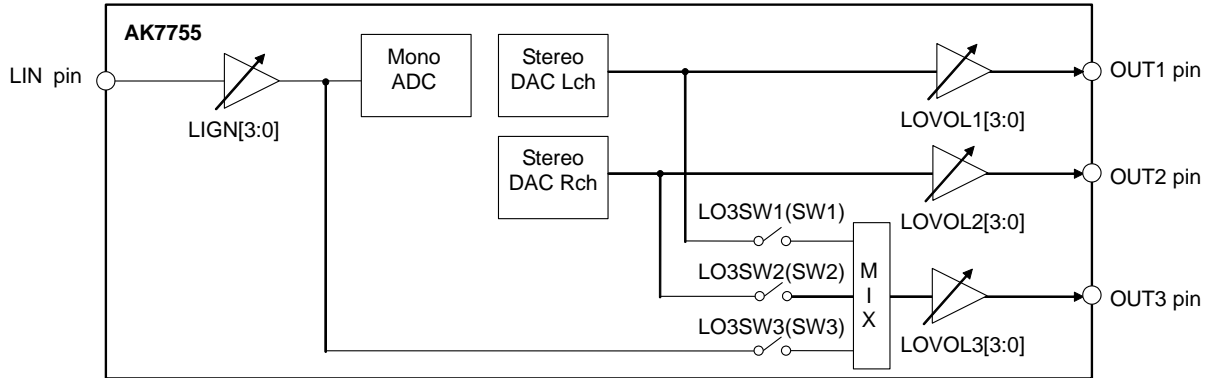 AK7755
LIN pin
LIGN[3:0]
Mono
ADC
Stereo
DAC Lch
Stereo
DAC Rch
LOVOL1[3:0]
OUT1 pin
LOVOL2[3:0]
OUT2 pin
LO3SW1(SW1)
LO3SW2(SW2)
LO3SW3(SW3)
M
I
X
LOVOL3[3:0]
OUT3 pin